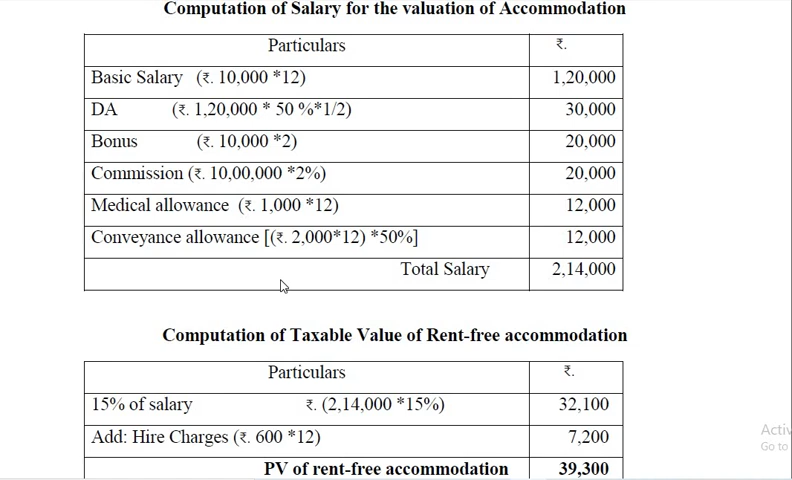 Computation of Salary for the valuation of Accommodation
Particulars ₹.
Basic Salary (₹. 10,000 *12) 1,20,000
DA (₹. 1,20,000 * 50 %*1/2) 30,000
Bonus (₹. 10,000 *2) 20,000
Commission (₹. 10,00,000 *2%) 20,000
Medical allowance (₹. 1,000 *12) 12,000
Conveyance allowance [(₹. 2,000*12) *50%] 12,000
Total Salary 2,14,000
Computation of Taxable Value of Rent-free accommodation
Particulars ₹.
15% of salary ₹. (2,14,000 *15%) 32,100
Add: Hire Charges (₹. 600 *12) 7,200
PV of rent-free accommodation 39,300
Activ
Go to